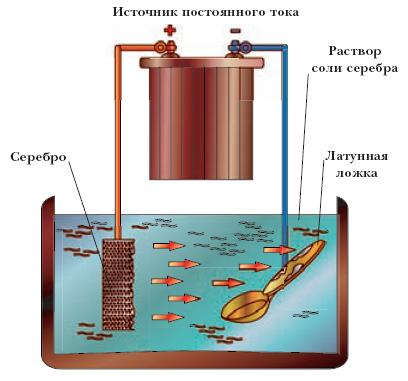 Источник постоянного тока
+
-
Раствор
соли серебра
Серебро
Латунная
ложка